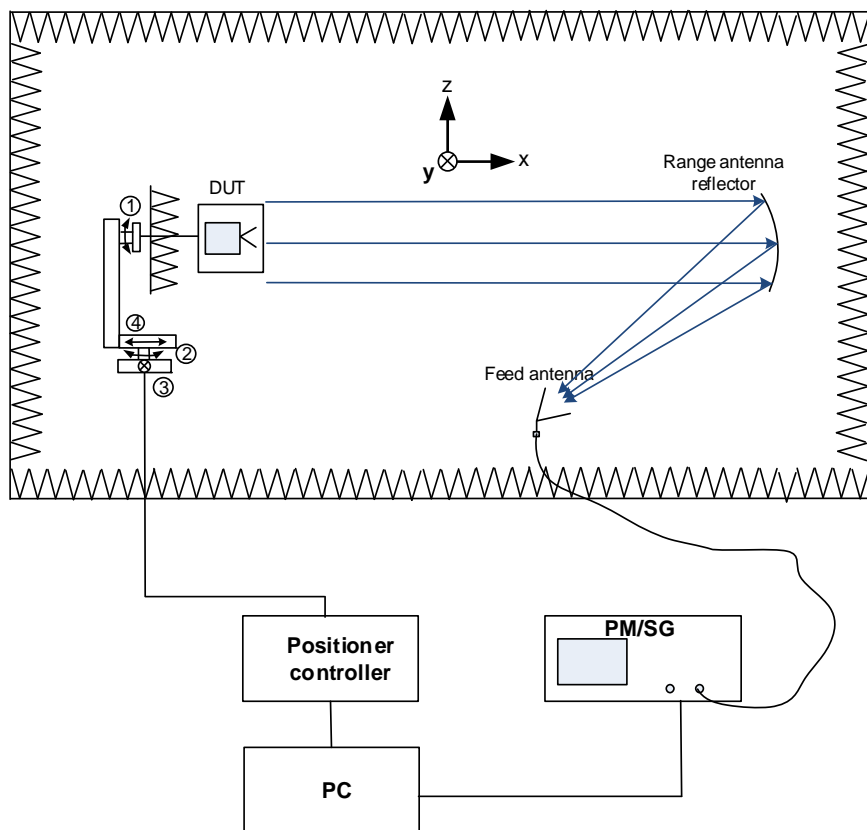 z
x
y
DUT
Range antenna
reflector
①
④
②
③
Feed antenna
Positioner
controller
PM/SG
PC